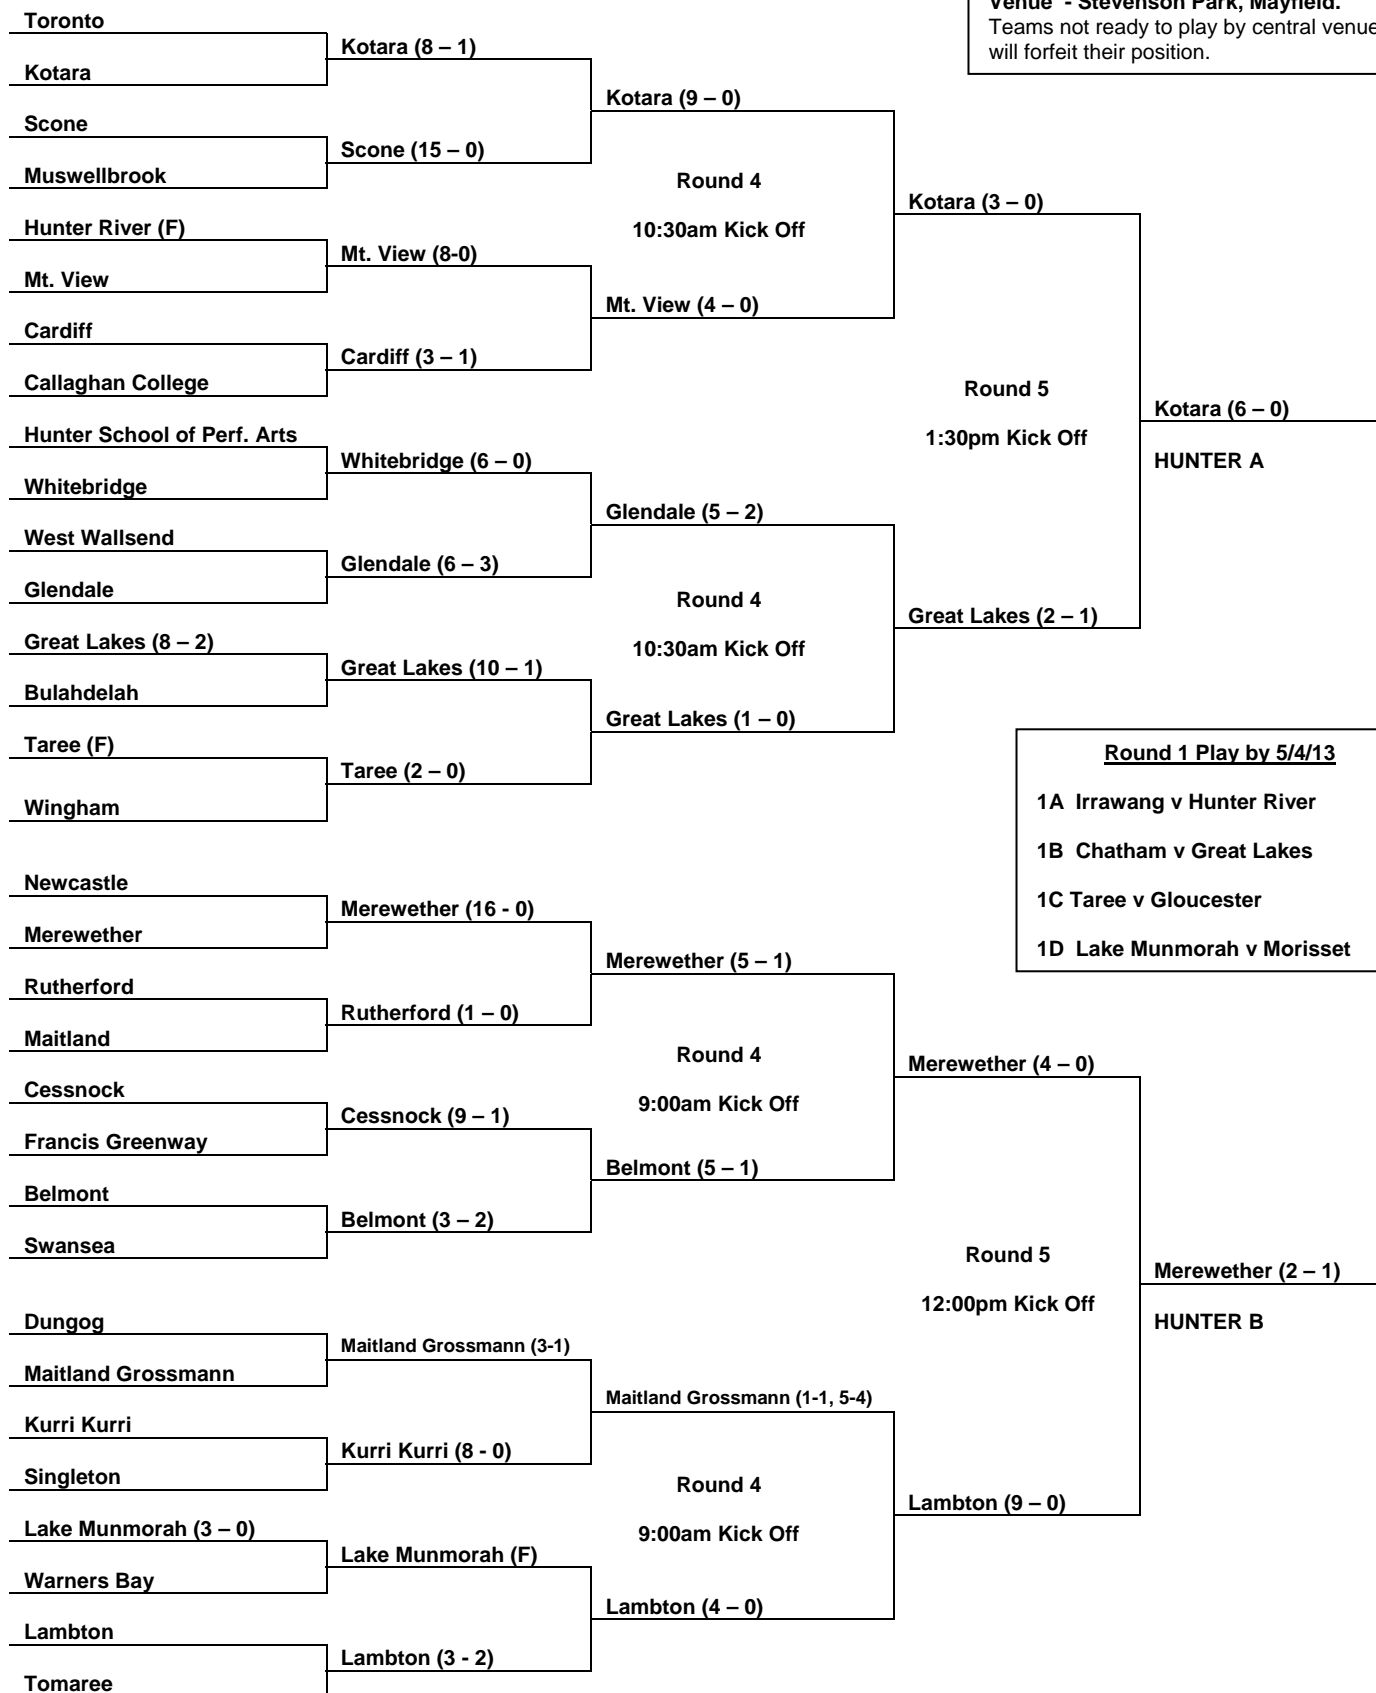 Venue - Stevenson Park, Mayfield.
Teams not ready to play by central venue
will forfeit their position.
Toronto
Kotara (8 – 1)
Kotara
Kotara (9 – 0)
Scone
Scone (15 – 0)
Muswellbrook
Round 4
Kotara (3 – 0)
Hunter River (F)
10:30am Kick Off
Mt. View (8-0)
Mt. View
Mt. View (4 – 0)
Cardiff
Cardiff (3 – 1)
Callaghan College
Round 5
Kotara (6 – 0)
Hunter School of Perf. Arts
1:30pm Kick Off
Whitebridge (6 – 0)
HUNTER A
Whitebridge
Glendale (5 – 2)
West Wallsend
Glendale (6 – 3)
Glendale
Round 4
Great Lakes (2 – 1)
Great Lakes (8 – 2)
10:30am Kick Off
Great Lakes (10 – 1)
Bulahdelah
Great Lakes (1 – 0)
Taree (F)
Taree (2 – 0)
Wingham
Round 1 Play by 5/4/13
1A Irrawang v Hunter River
1B Chatham v Great Lakes
1C Taree v Gloucester
1D Lake Munmorah v Morisset
Newcastle
Merewether (16 - 0)
Merewether
Merewether (5 – 1)
Rutherford
Rutherford (1 – 0)
Maitland
Round 4
Merewether (4 – 0)
Cessnock
9:00am Kick Off
Cessnock (9 – 1)
Francis Greenway
Belmont (5 – 1)
Belmont
Belmont (3 – 2)
Swansea
Round 5
Merewether (2 – 1)
12:00pm Kick Off
Dungog
HUNTER B
Maitland Grossmann (3-1)
Maitland Grossmann
Maitland Grossmann (1-1, 5-4)
Kurri Kurri
Kurri Kurri (8 - 0)
Singleton
Round 4
Lambton (9 – 0)
Lake Munmorah (3 – 0)
9:00am Kick Off
Lake Munmorah (F)
Warners Bay
Lambton (4 – 0)
Lambton
Lambton (3 - 2)
Tomaree